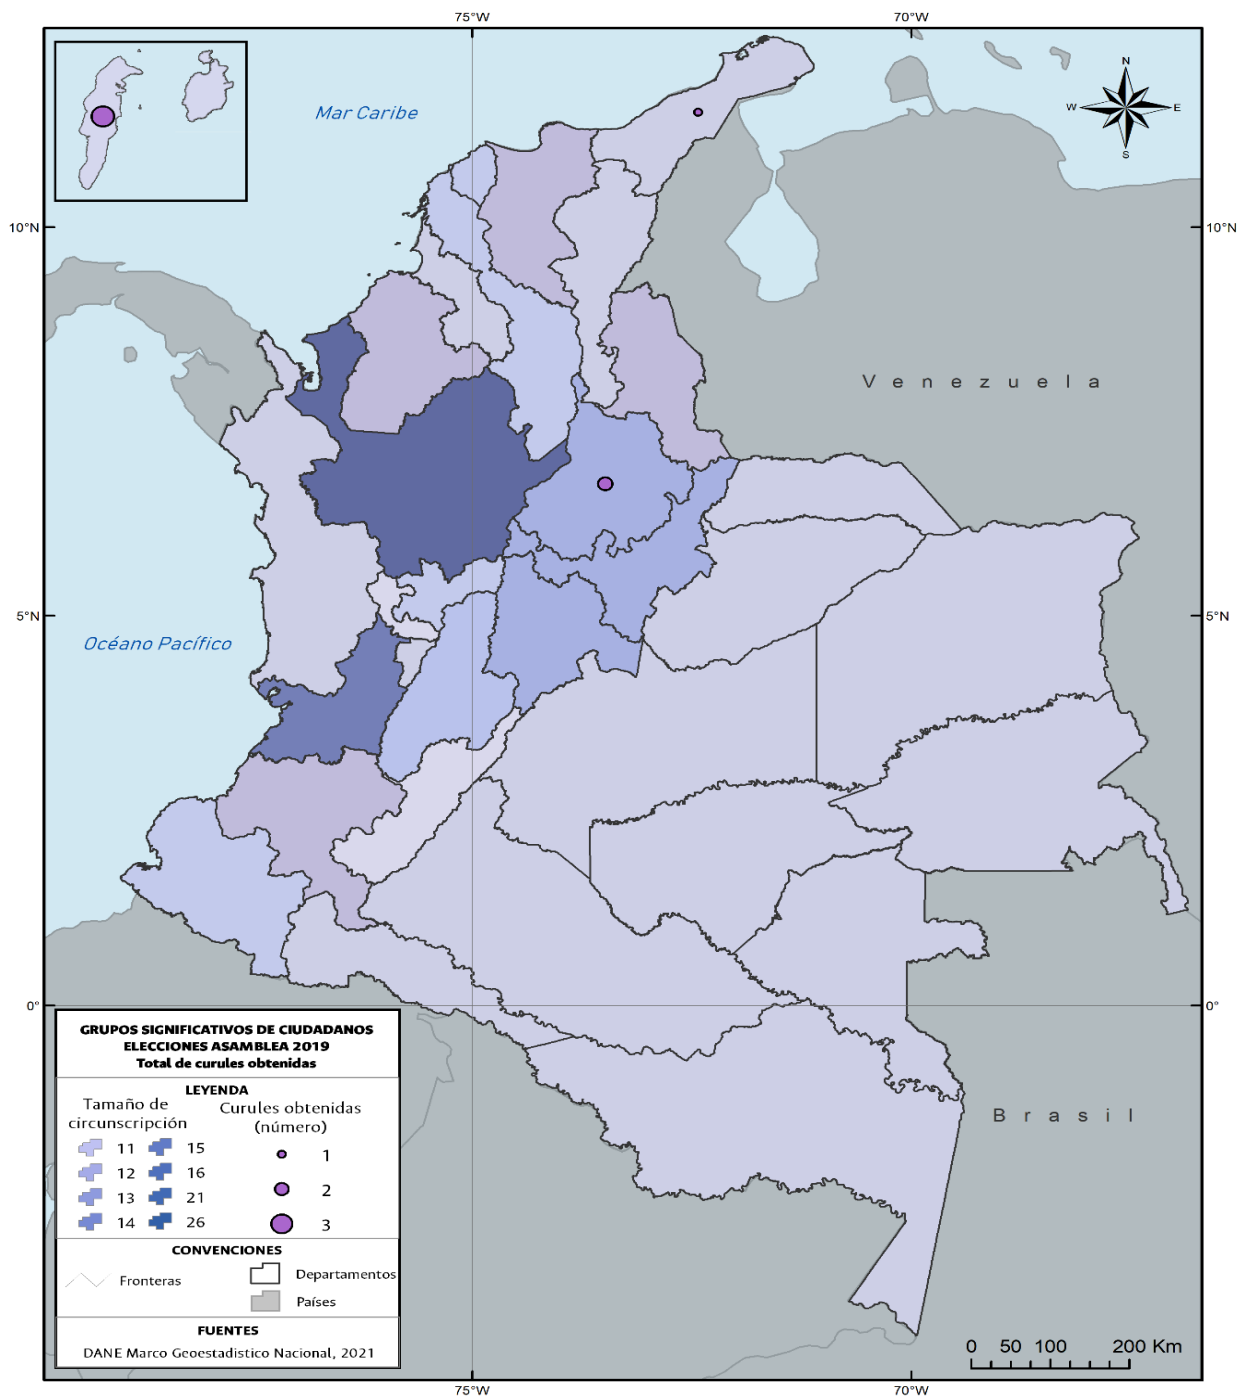 75°W 70°W
N
W E
S
Mar Caribe
10°N 10°N
Venezuela
5°N 5°N
Océano Pacífico
0° 0°
GRUPOS SIGNIFICATIVOS DE CIUDADANOS
ELECCIONES ASAMBLEA 2019
Total de curules obtenidas
LEYENDA
Tamaño de circunscripción
11 15
12 16
13 21
14 26
Curules obtenidas
(número)
1
2
3
CONVENCIONES
Fronteras
Departamentos
Países
FUENTES
DANE Marco Geoestadistico Nacional, 2021
Brasil
0 50 100 200 Km
75°W 70°W